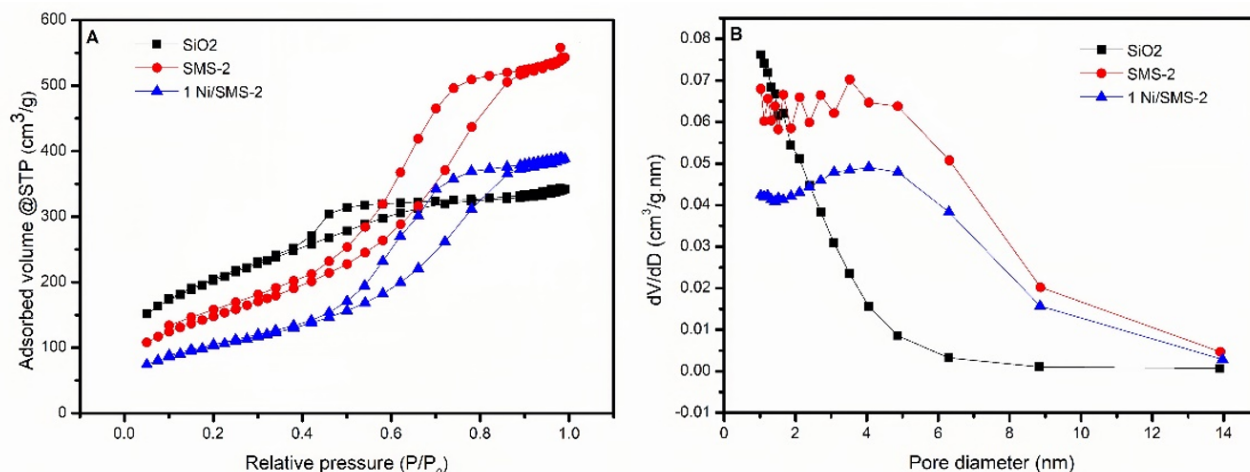 A
SiO2
SMS-2
1 Ni/SMS-2
600
500
400
300
200
100
0
0.0 0.2 0.4 0.6 0.8 1.0
Adsorbed volume @STP (cm³/g)
Relative pressure (P/P₀)
B
SiO2
SMS-2
1 Ni/SMS-2
0.08
0.07
0.06
0.05
0.04
0.03
0.02
0.01
0.00
-0.01
0 2 4 6 8 10 12 14
dV/dD (cm³/g.nm)
Pore diameter (nm)